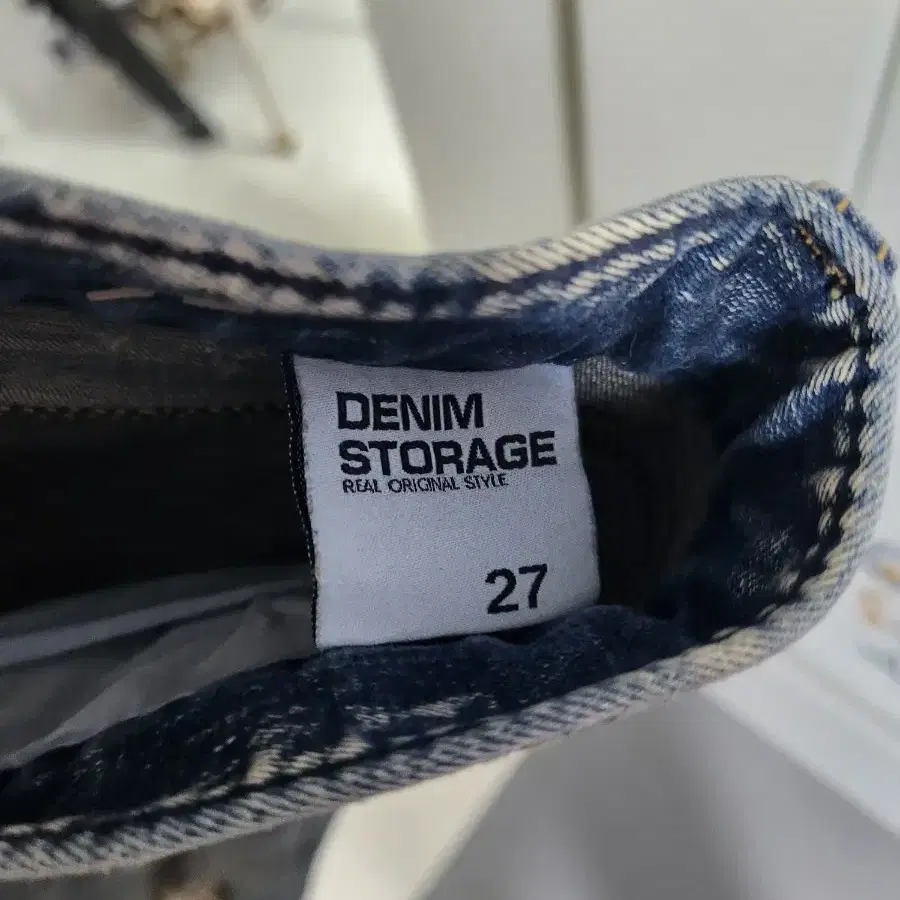 DENIM
STORAGE
REAL ORIGINAL STYLE
27